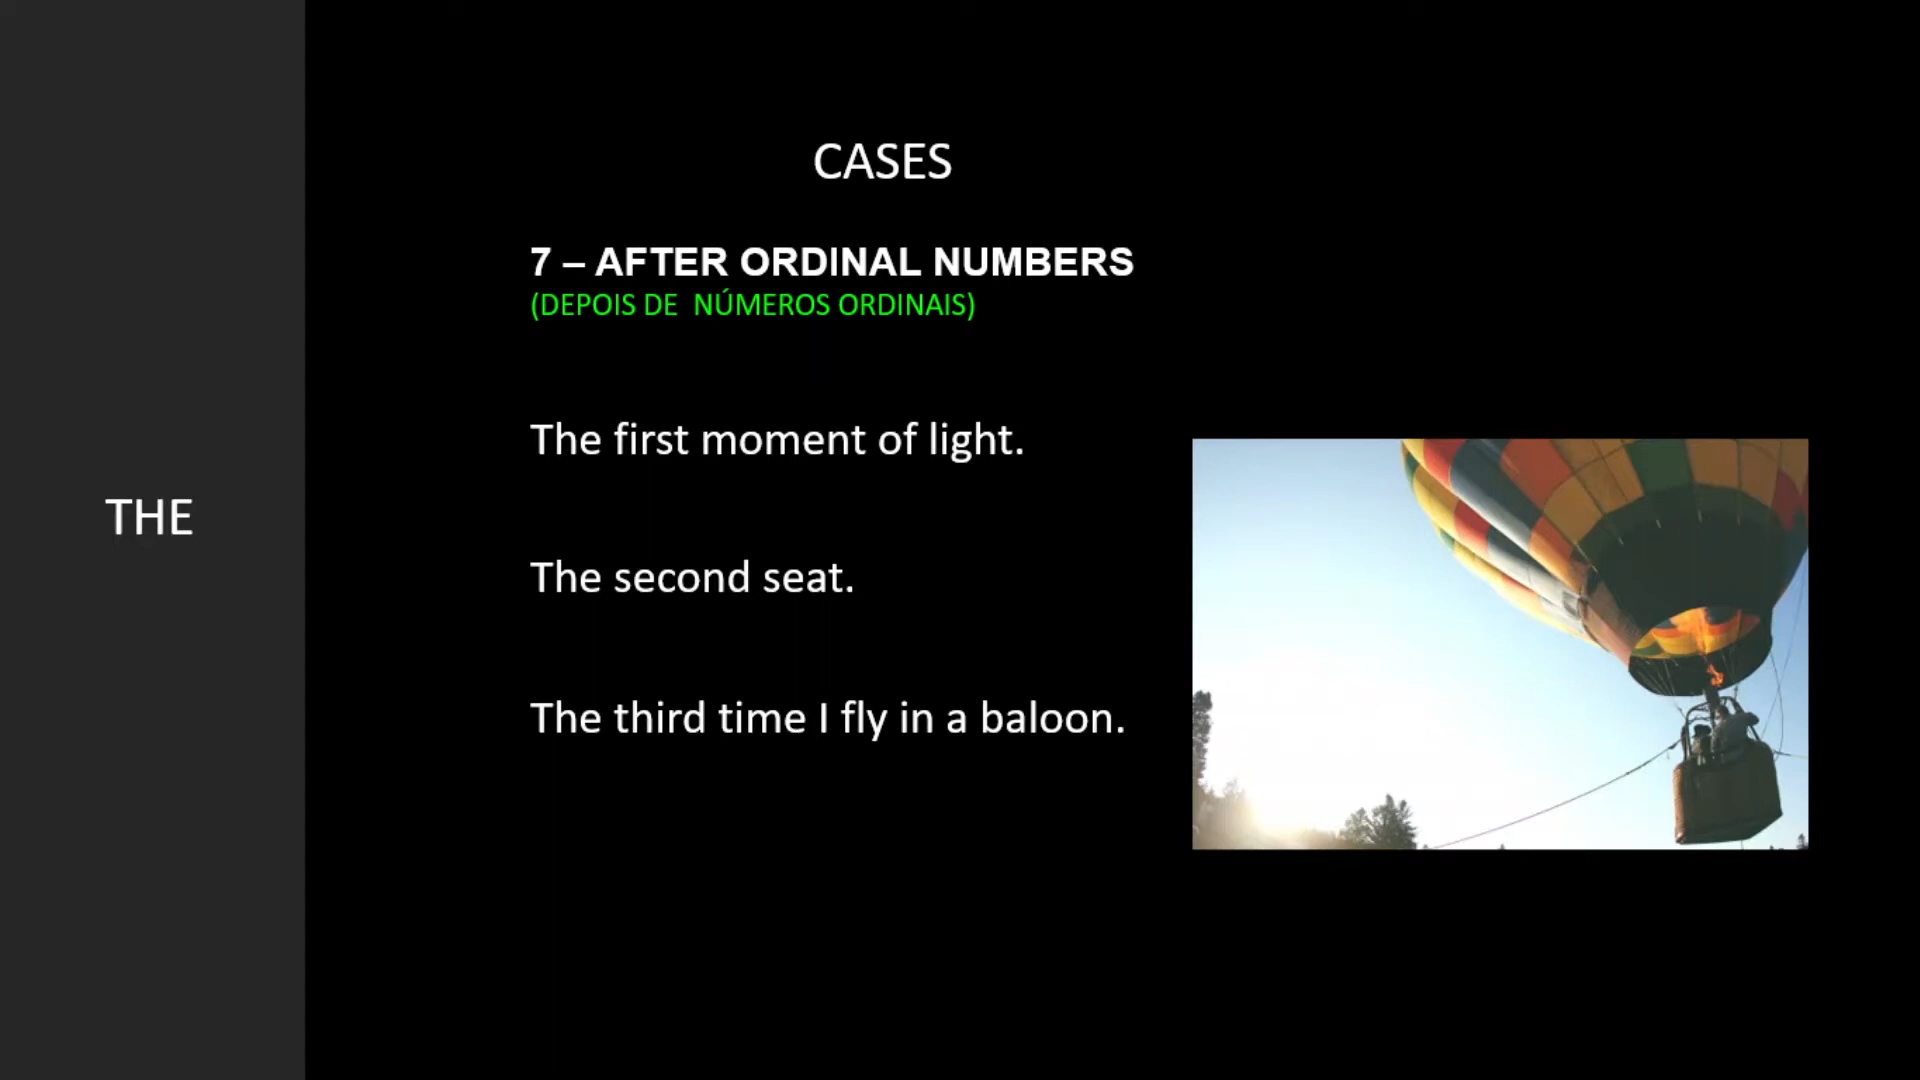 CASES
7 – AFTER ORDINAL NUMBERS
(DEPOIS DE NÚMEROS ORDINAIS)
The first moment of light.
THE
The second seat.
The third time I fly in a baloon.